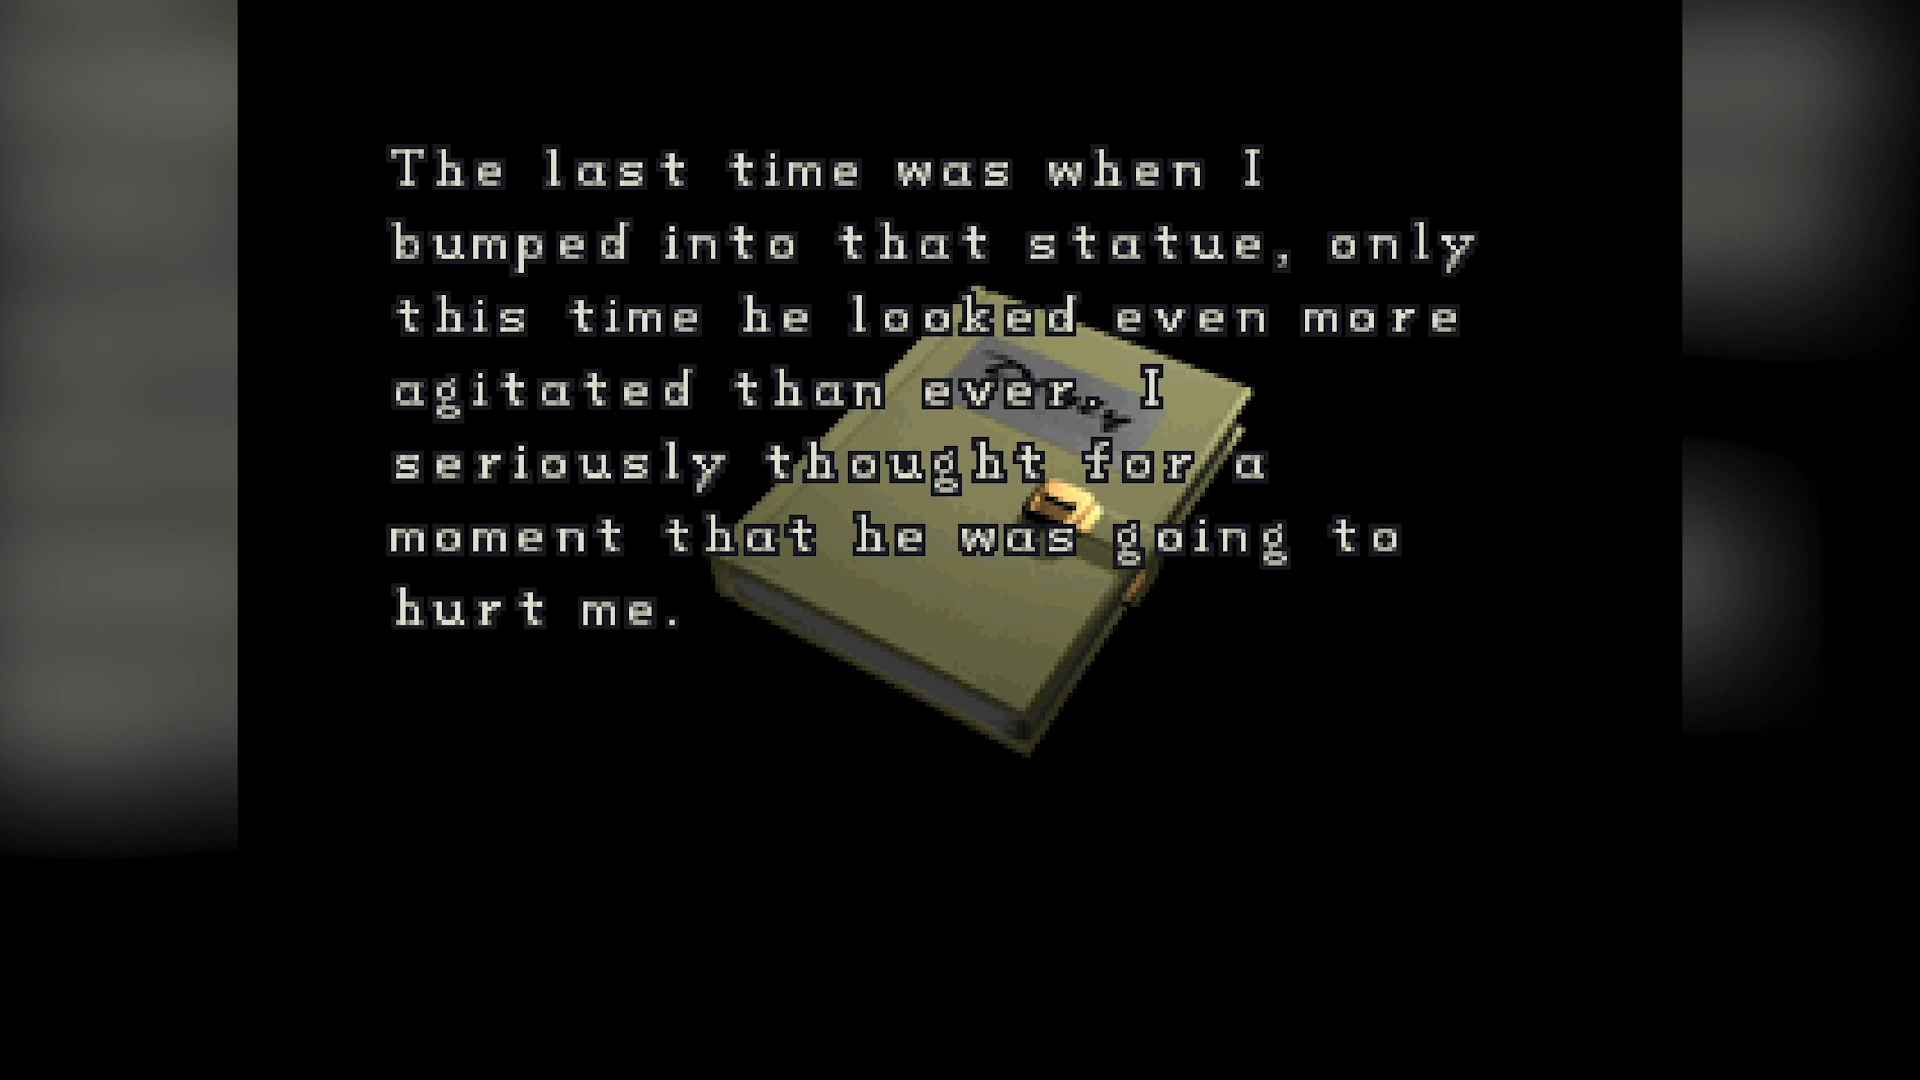 The last time was when I
bumped into that statue, only
this time he looked even more
agitated than ever. I
seriously thought for a
moment that he was going to
hurt me.